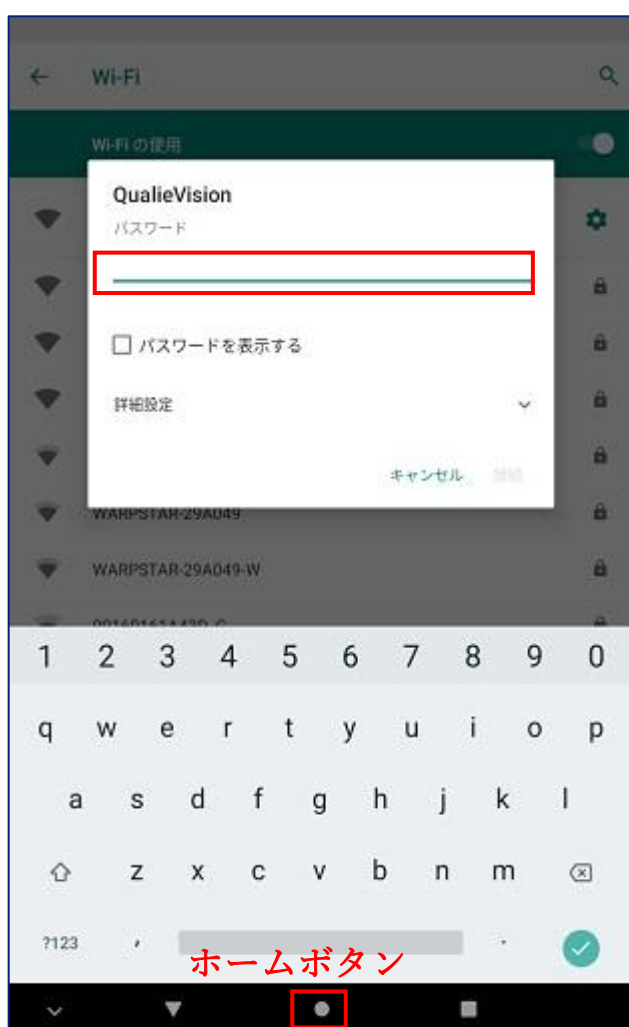 Wi-Fi
Wi-Fi の使用
QualieVision
パスワード
パスワードを表示する
詳細設定
キャンセル 接続
WARPSTAR-29A049
WARPSTAR-29A049-W
1 2 3 4 5 6 7 8 9 0
q w e r t y u i o p
a s d f g h j k l
z x c v b n m
?123 , .
ホームボタン